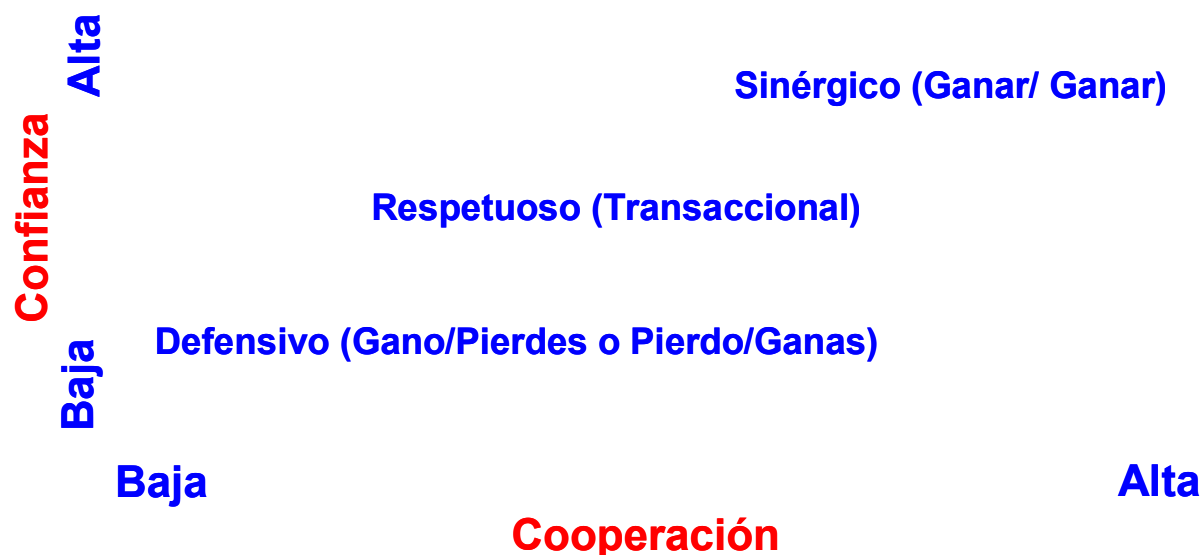 Alta
Sinérgico (Ganar/ Ganar)
Confianza
Respetuoso (Transaccional)
Defensivo (Gano/Pierdes o Pierdo/Ganas)
Baja
Baja
Alta
Cooperación